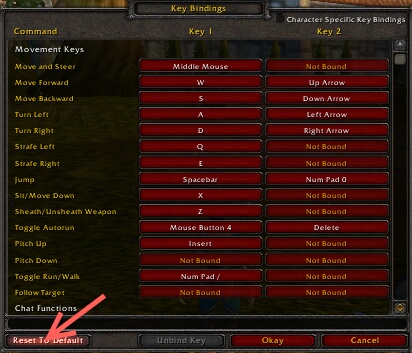 Key Bindings
Character Specific Key Bindings
Command Key 1 Key 2
Movement Keys
Move and Steer Middle Mouse Not Bound
Move Forward W Up Arrow
Move Backward S Down Arrow
Turn Left A Left Arrow
Turn Right D Right Arrow
Strafe Left Q Not Bound
Strafe Right E Not Bound
Jump Spacebar Num Pad 0
Sit/Move Down X Not Bound
Sheath/Unsheath Weapon Z Not Bound
Toggle Autorun Mouse Button 4 Delete
Pitch Up Insert Not Bound
Pitch Down Not Bound Not Bound
Toggle Run/Walk Num Pad / Not Bound
Follow Target Not Bound Not Bound
Chat Functions
Reset To Default Unbind Key Okay Cancel